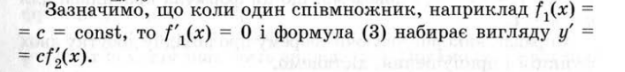 Зазначимо, що коли один співмножник, наприклад f₁(x) =
= c = const, то f′₁(x) = 0 і формула (3) набирає вигляду y′ =
= cf′₂(x).